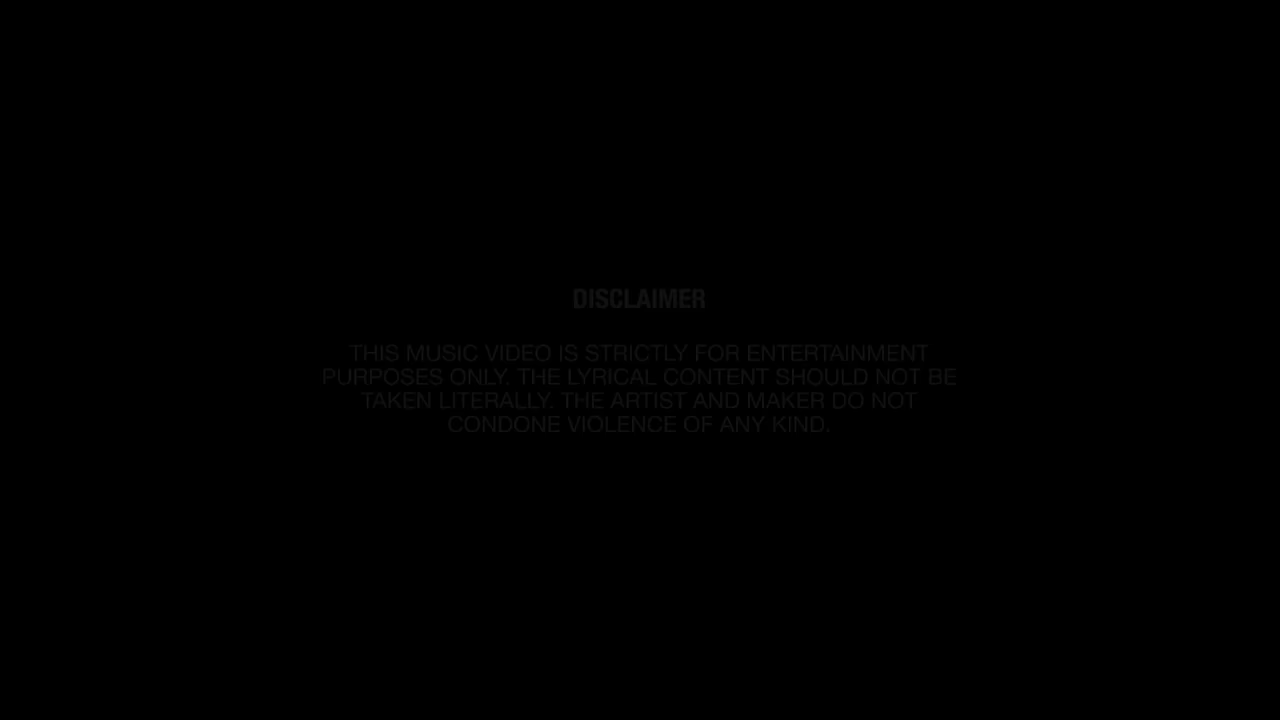 DISCLAIMER
THIS MUSIC VIDEO IS STRICTLY FOR ENTERTAINMENT
PURPOSES ONLY. THE LYRICAL CONTENT SHOULD NOT BE
TAKEN LITERALLY. THE ARTIST AND MAKER DO NOT
CONDONE VIOLENCE OF ANY KIND.